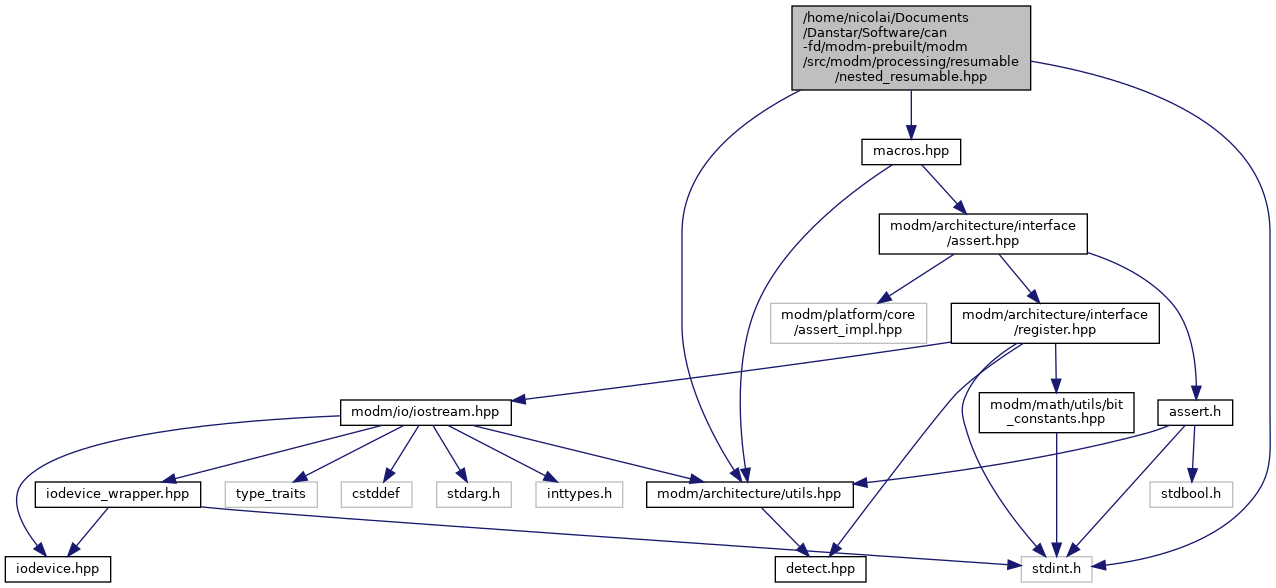 /home/nicolai/Documents
/Danstar/Software/can
-fd/modm-prebuilt/modm
/src/modm/processing/resumable
/nested_resumable.hpp
macros.hpp
modm/architecture/interface
/assert.hpp
modm/platform/core
/assert_impl.hpp
modm/architecture/interface
/register.hpp
modm/io/iostream.hpp
modm/math/utils/bit
_constants.hpp
assert.h
iodevice_wrapper.hpp
type_traits
cstddef
stdarg.h
inttypes.h
modm/architecture/utils.hpp
stdbool.h
iodevice.hpp
detect.hpp
stdint.h